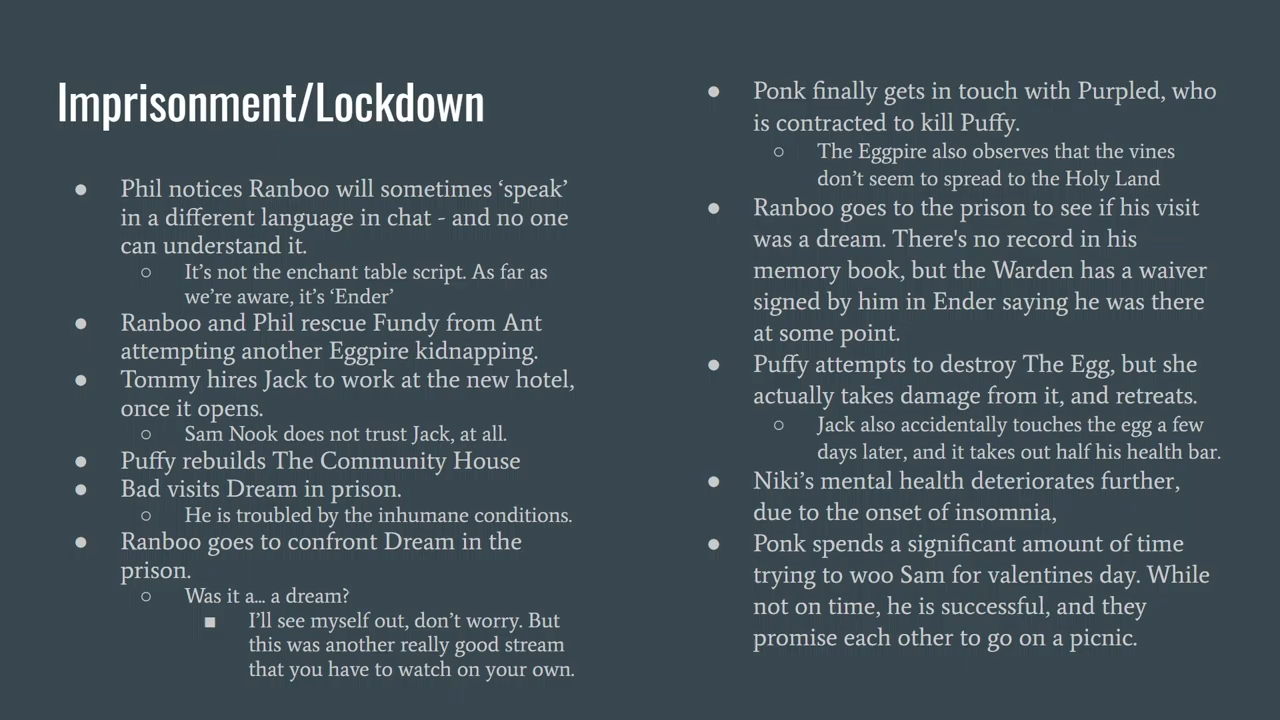 Imprisonment/Lockdown
● Phil notices Ranboo will sometimes ‘speak’
in a different language in chat - and no one
can understand it.
○ It’s not the enchant table script. As far as
we’re aware, it’s ‘Ender’
● Ranboo and Phil rescue Fundy from Ant
attempting another Eggpire kidnapping.
● Tommy hires Jack to work at the new hotel,
once it opens.
○ Sam Nook does not trust Jack, at all.
● Puffy rebuilds The Community House
● Bad visits Dream in prison.
○ He is troubled by the inhumane conditions.
● Ranboo goes to confront Dream in the
prison.
○ Was it a... a dream?
■ I’ll see myself out, don’t worry. But
this was another really good stream
that you have to watch on your own.
● Ponk finally gets in touch with Purpled, who
is contracted to kill Puffy.
○ The Eggpire also observes that the vines
don’t seem to spread to the Holy Land
● Ranboo goes to the prison to see if his visit
was a dream. There's no record in his
memory book, but the Warden has a waiver
signed by him in Ender saying he was there
at some point.
● Puffy attempts to destroy The Egg, but she
actually takes damage from it, and retreats.
○ Jack also accidentally touches the egg a few
days later, and it takes out half his health bar.
● Niki’s mental health deteriorates further,
due to the onset of insomnia,
● Ponk spends a significant amount of time
trying to woo Sam for valentines day. While
not on time, he is successful, and they
promise each other to go on a picnic.